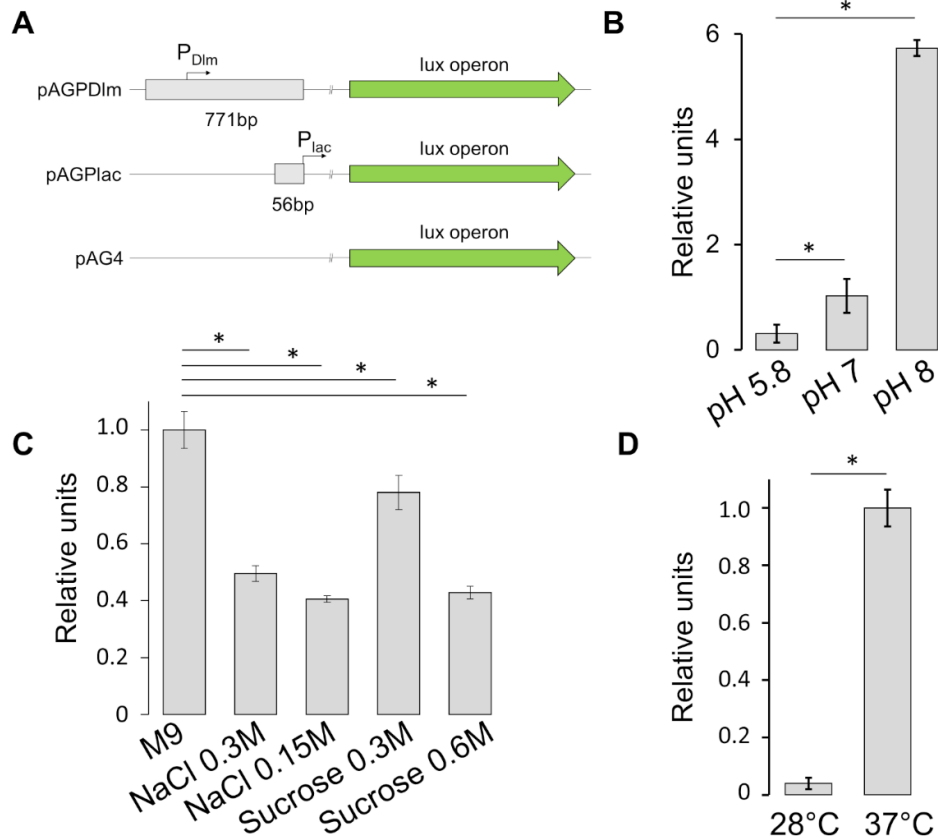 A
pAGPDlm
PDlm
lux operon
771bp
pAGPlac
Plac
lux operon
56bp
pAG4
lux operon
B
Relative units
6
4
2
0
*
*
pH 5.8
pH 7
pH 8
C
Relative units
1.0
0.8
0.6
0.4
0.2
0
*
*
*
*
M9
NaCl 0.3M
NaCl 0.15M
Sucrose 0.3M
Sucrose 0.6M
D
Relative units
1.0
0.8
0.6
0.4
0.2
0
*
28°C
37°C